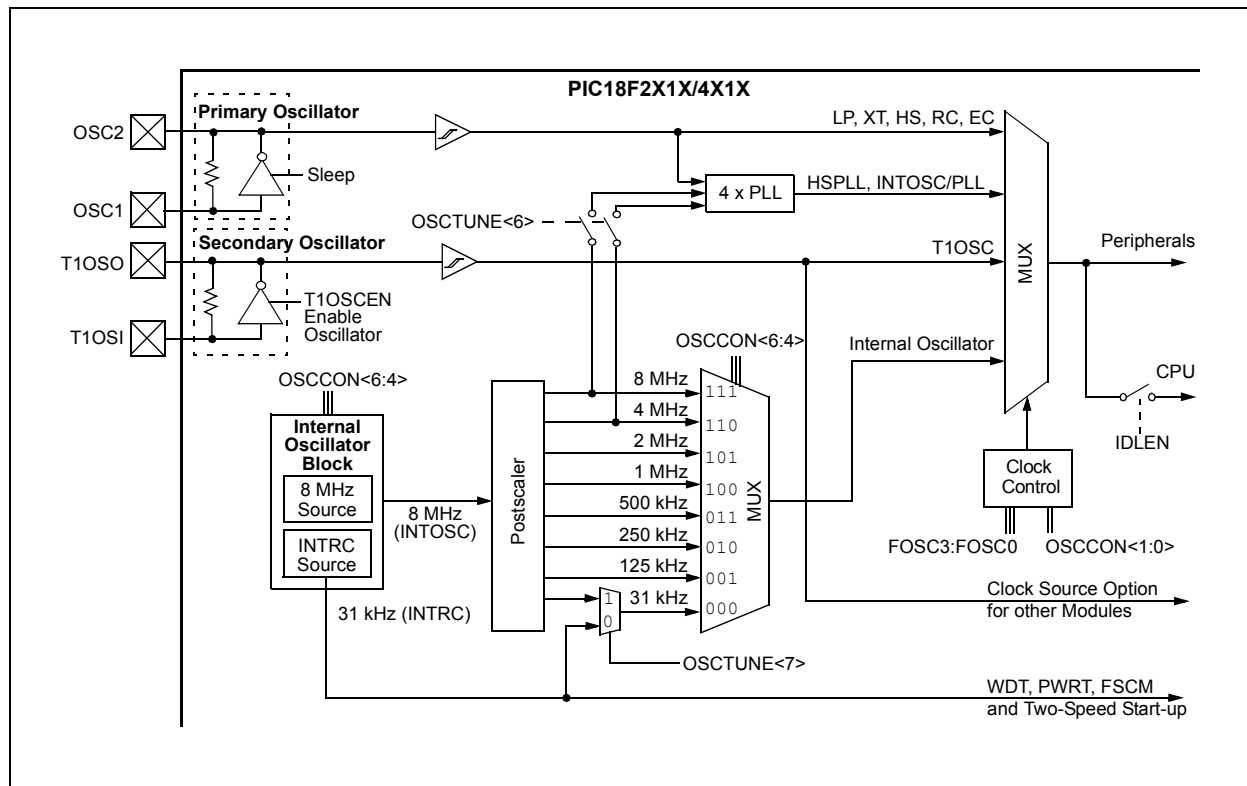 PIC18F2X1X/4X1X
Primary Oscillator
OSC2
LP, XT, HS, RC, EC
Sleep
4 x PLL
HSPLL, INTOSC/PLL
OSC1
OSCTUNE<6>
Secondary Oscillator
T1OSO
T1OSC
Peripherals
MUX
T1OSCEN
Enable
Oscillator
T1OSI
OSCCON<6:4>
Internal Oscillator
OSCCON<6:4>
CPU
IDLEN
Internal
Oscillator
Block
8 MHz
Source
INTRC
Source
8 MHz
(INTOSC)
31 kHz (INTRC)
Postscaler
8 MHz
111
4 MHz
110
2 MHz
101
1 MHz
100
500 kHz
011
250 kHz
010
125 kHz
001
1
0
31 kHz
000
MUX
OSCTUNE<7>
Clock
Control
FOSC3:FOSC0
OSCCON<1:0>
Clock Source Option
for other Modules
WDT, PWRT, FSCM
and Two-Speed Start-up